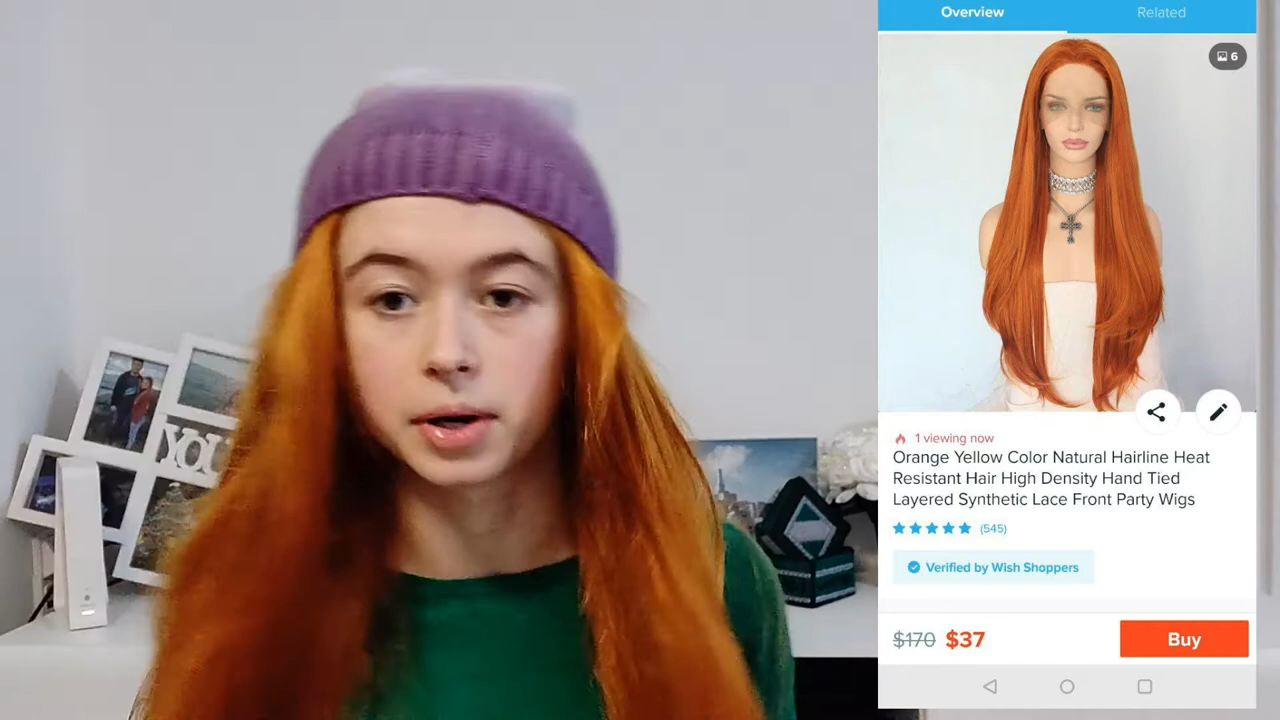 Overview
Related
6
YOU
1 viewing now
Orange Yellow Color Natural Hairline Heat
Resistant Hair High Density Hand Tied
Layered Synthetic Lace Front Party Wigs
(545)
Verified by Wish Shoppers
$170 $37
Buy